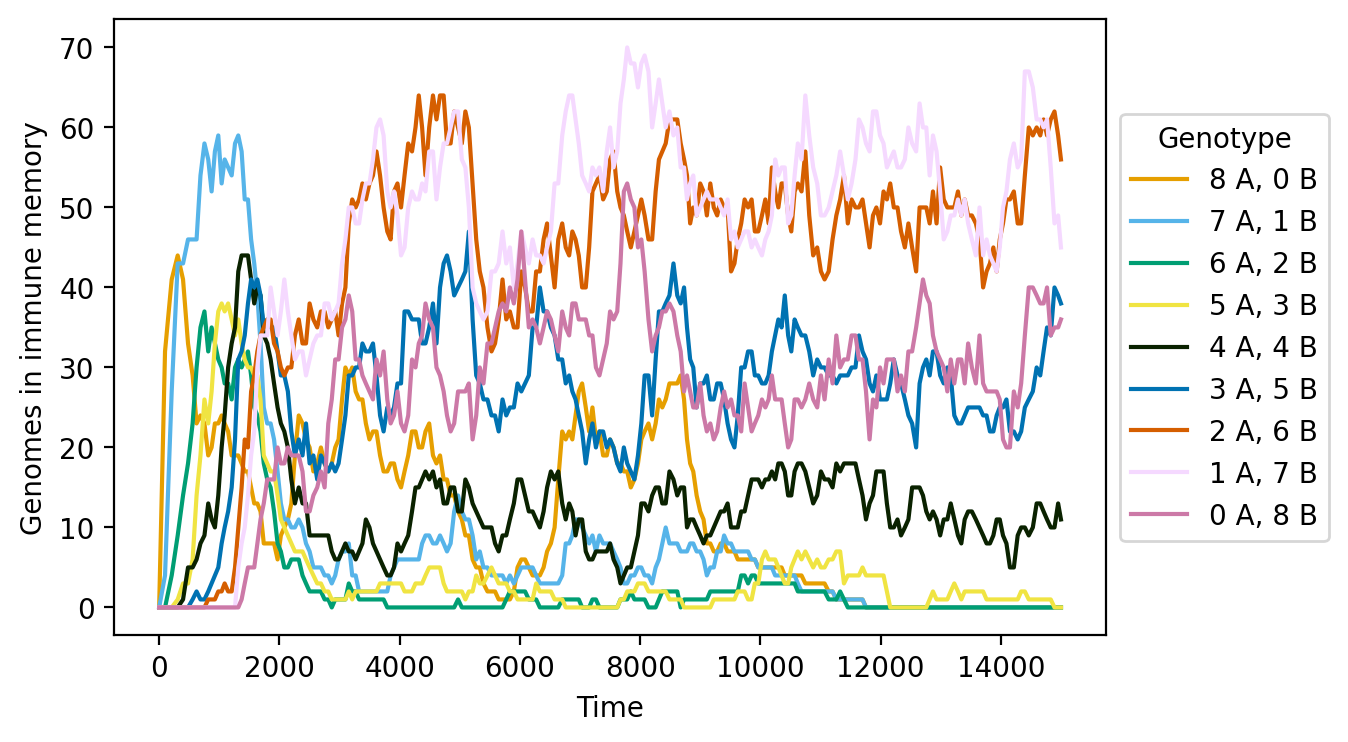 Genomes in immune memory
70
60
50
40
30
20
10
0
0 2000 4000 6000 8000 10000 12000 14000
Time
Genotype
8 A, 0 B
7 A, 1 B
6 A, 2 B
5 A, 3 B
4 A, 4 B
3 A, 5 B
2 A, 6 B
1 A, 7 B
0 A, 8 B